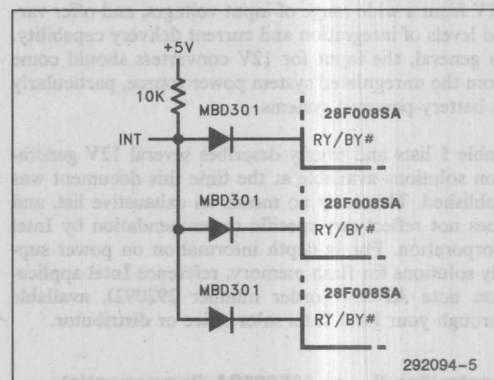 +5V
10K
MBD301
28F008SA
INT
RY/BY#
MBD301
28F008SA
RY/BY#
MBD301
28F008SA
RY/BY#
292094-5